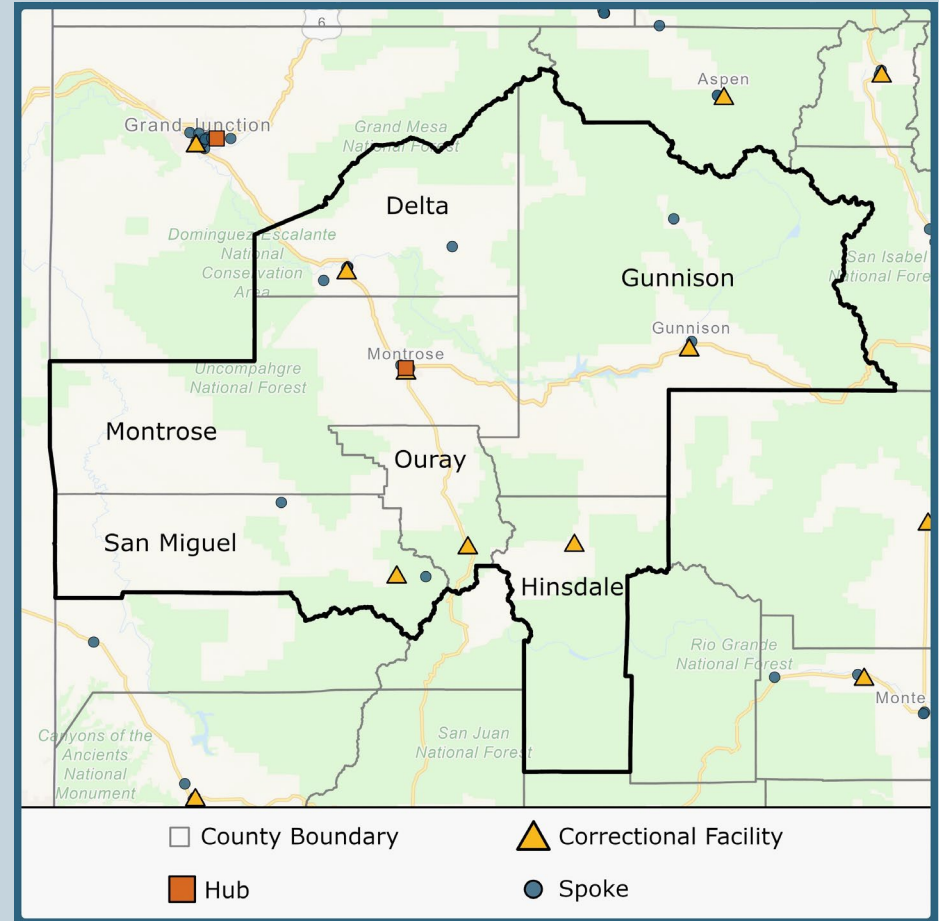 6
Aspen
Grand Junction
Grand Mesa
National Forest
Delta
Dominguez Escalante
National
Conservation
Area
San Isabel
National Fore
Gunnison
Gunnison
Montrose
Uncompahgre
National Forest
Montrose
Ouray
San Miguel
Hinsdale
Rio Grande
National Forest
Monte
Canyons of the
Ancients
National
Monument
San Juan
National Forest
County Boundary
Correctional Facility
Hub
Spoke